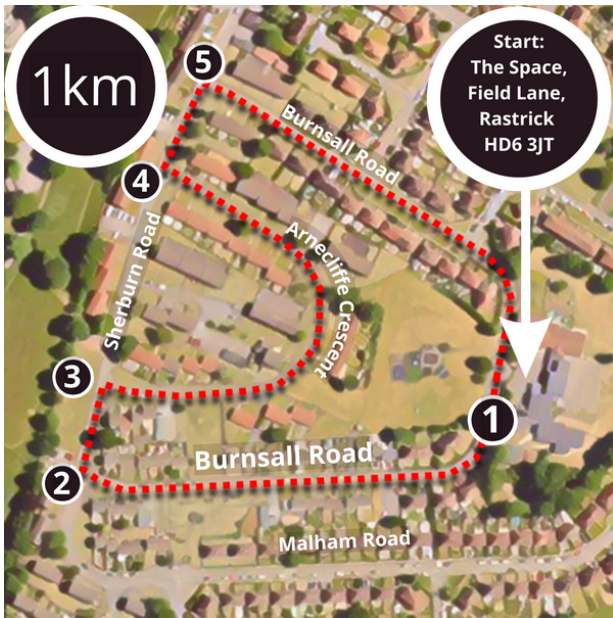 1km
Start:
The Space,
Field Lane,
Rastrick
HD6 3JT
5
Burnsall Road
4
Arnecliffe Crescent
Sherburn Road
3
1
Burnsall Road
2
Malham Road